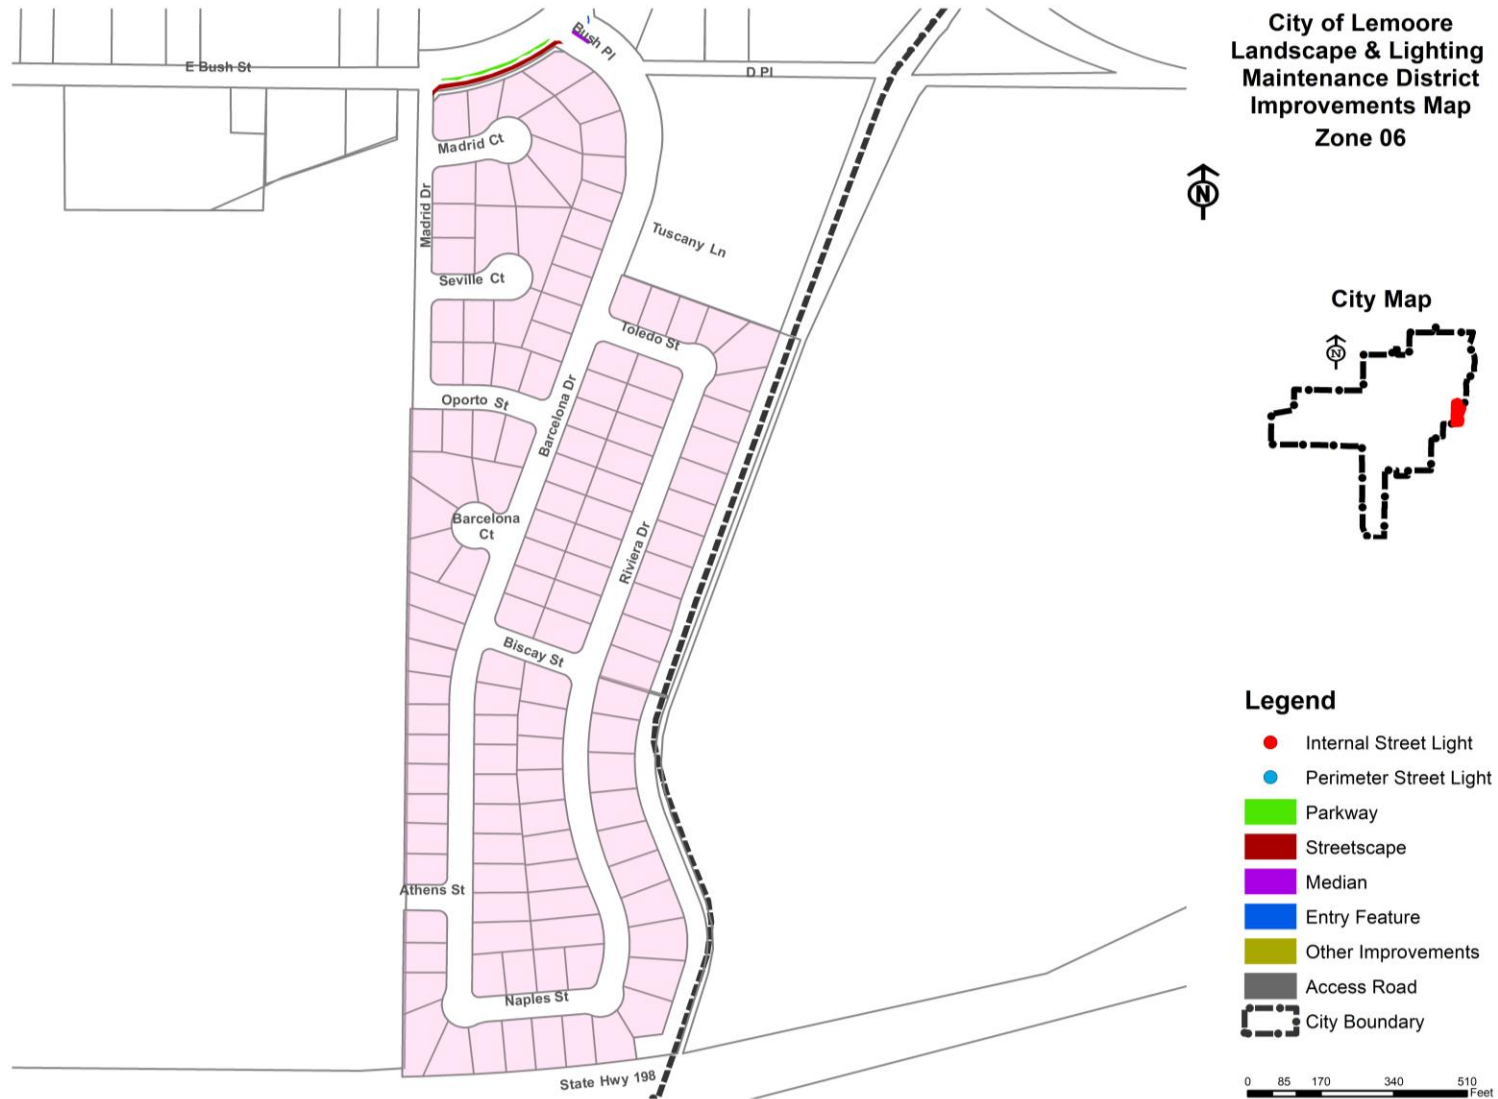 City of Lemoore
Landscape & Lighting
Maintenance District
Improvements Map
Zone 06
N
Bush Pl
E Bush St
D Pl
Madrid Ct
Madrid Dr
Tuscany Ln
Seville Ct
Toledo St
Oporto St
Barcelona Dr
Barcelona
Ct
Riviera Dr
Biscay St
Athens St
Naples St
State Hwy 198
City Map
N
Legend
Internal Street Light
Perimeter Street Light
Parkway
Streetscape
Median
Entry Feature
Other Improvements
Access Road
City Boundary
0 85 170 340 510
Feet